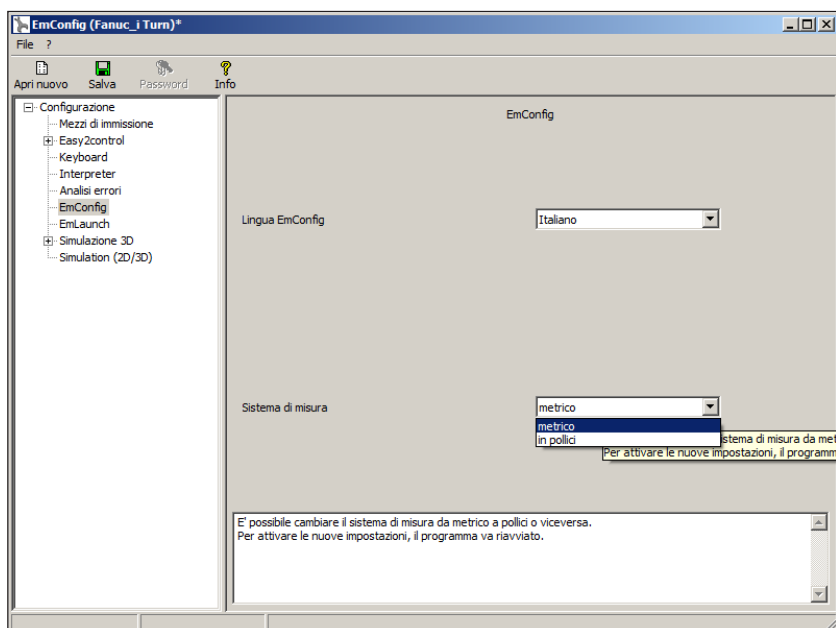 EmConfig (Fanuc_i Turn)*
File ?
Apri nuovo Salva Password Info
Configurazione
Mezzi di immissione
Easy2control
Keyboard
Interpreter
Analisi errori
EmConfig
EmLaunch
Simulazione 3D
Simulation (2D/3D)
EmConfig
Lingua EmConfig Italiano
Sistema di misura metrico
metrico
in pollici
sistema di misura da met
Per attivare le nuove impostazioni, il programm
E' possibile cambiare il sistema di misura da metrico a pollici o viceversa.
Per attivare le nuove impostazioni, il programma va riavviato.